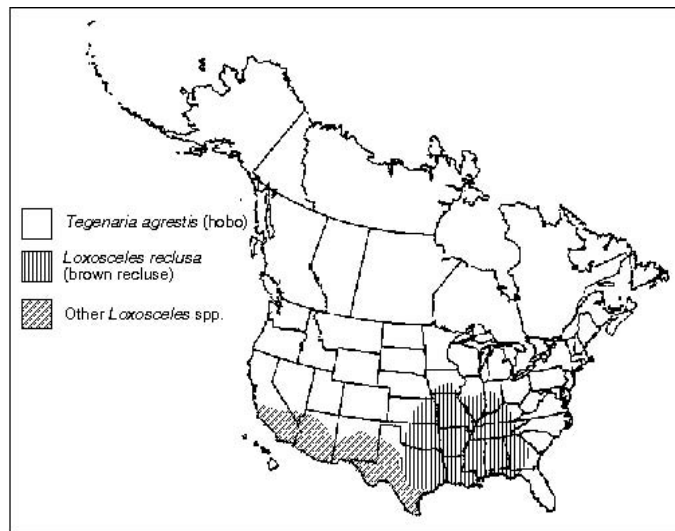 Tegenaria agrestis (hobo)
Loxosceles reclusa
(brown recluse)
Other Loxosceles spp.